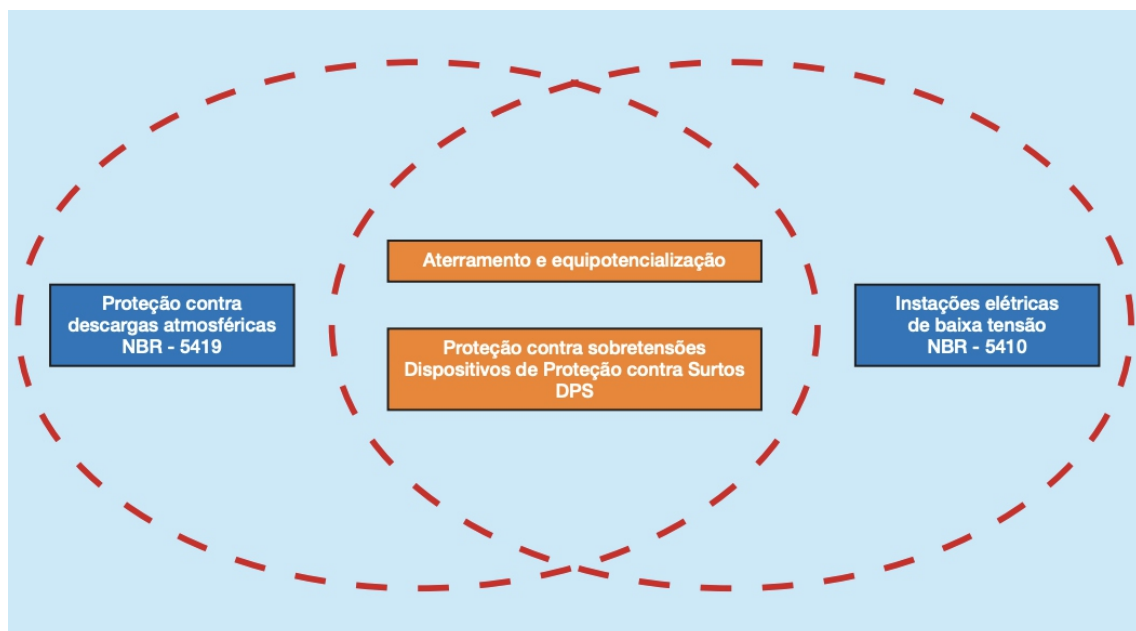 Aterramento e equipotencialização
Proteção contra
descargas atmosféricas
NBR - 5419
Proteção contra sobretensões
Dispositivos de Proteção contra Surtos
DPS
Instações elétricas
de baixa tensão
NBR - 5410